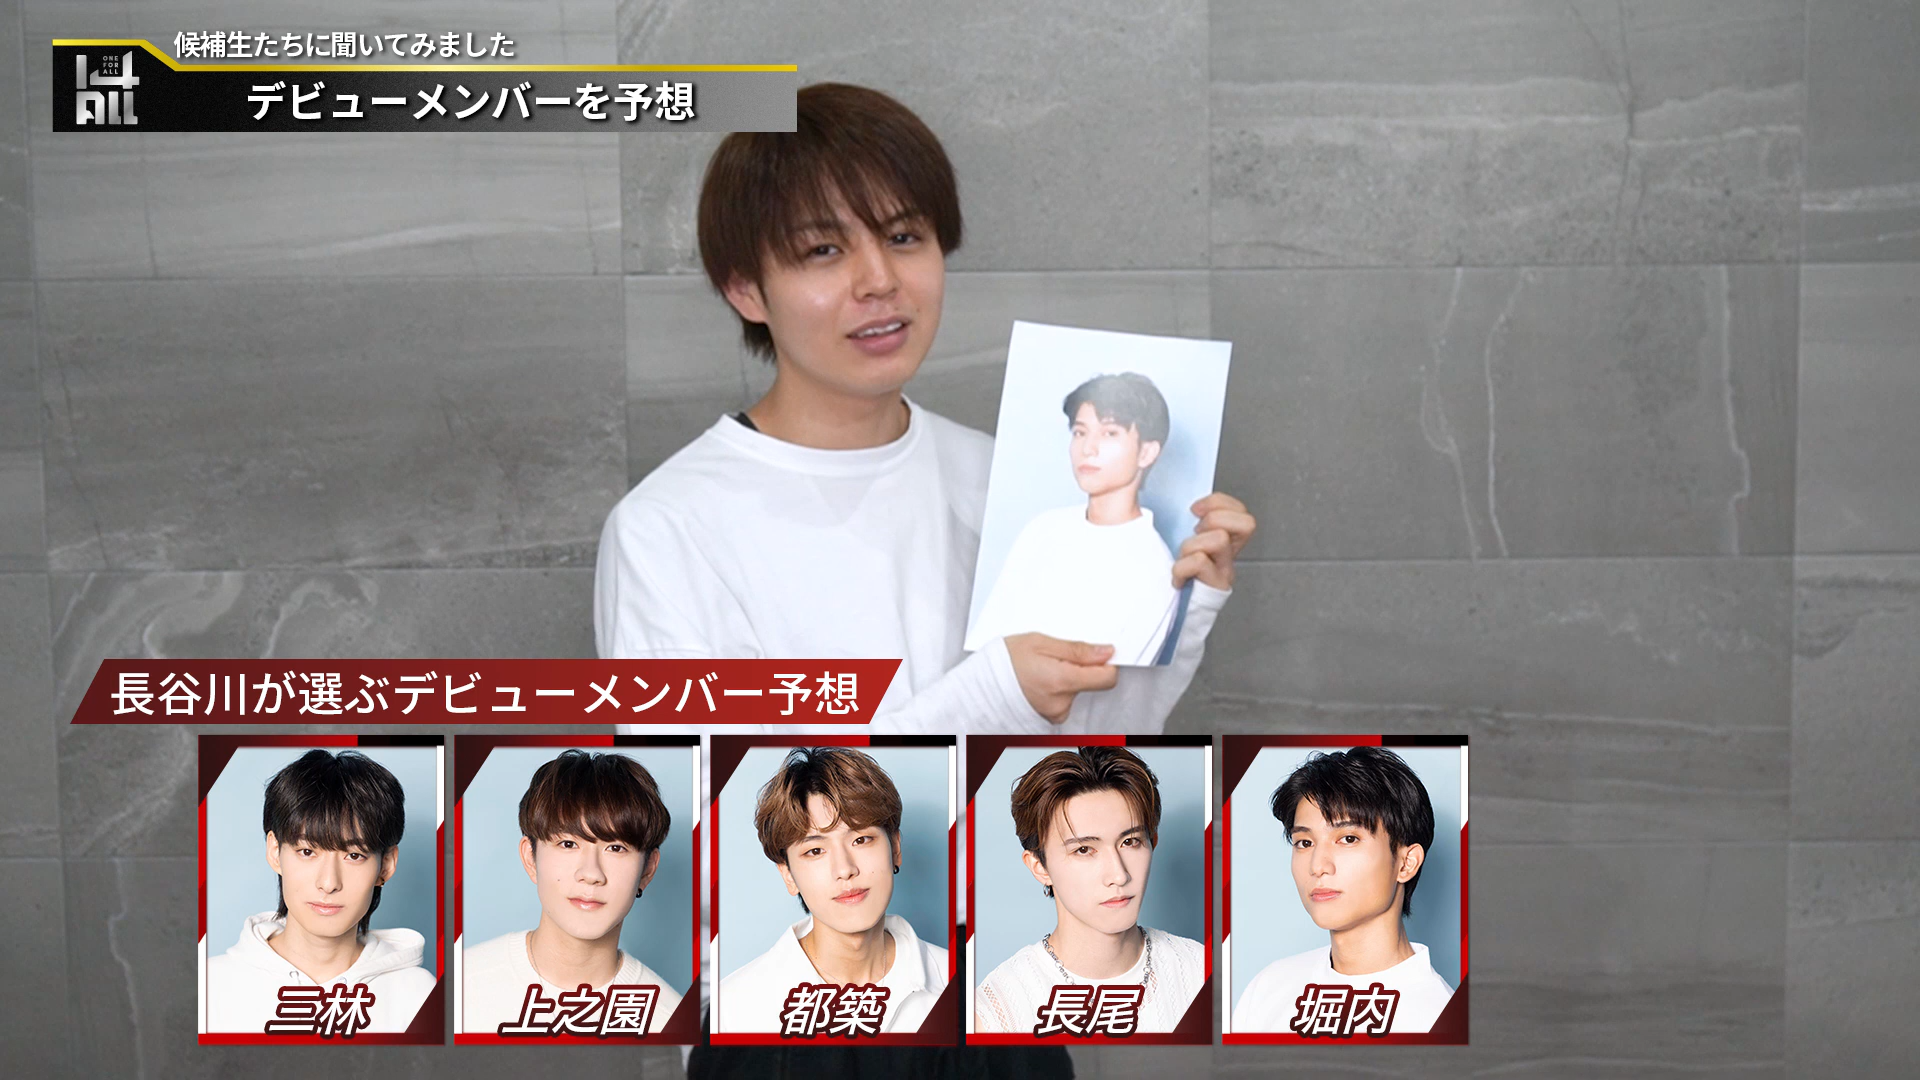 候補生たちに聞いてみました
ONE
FOR
ALL
14
ALL
デビューメンバーを予想
長谷川が選ぶデビューメンバー予想
三林
上之園
都築
長尾
堀内